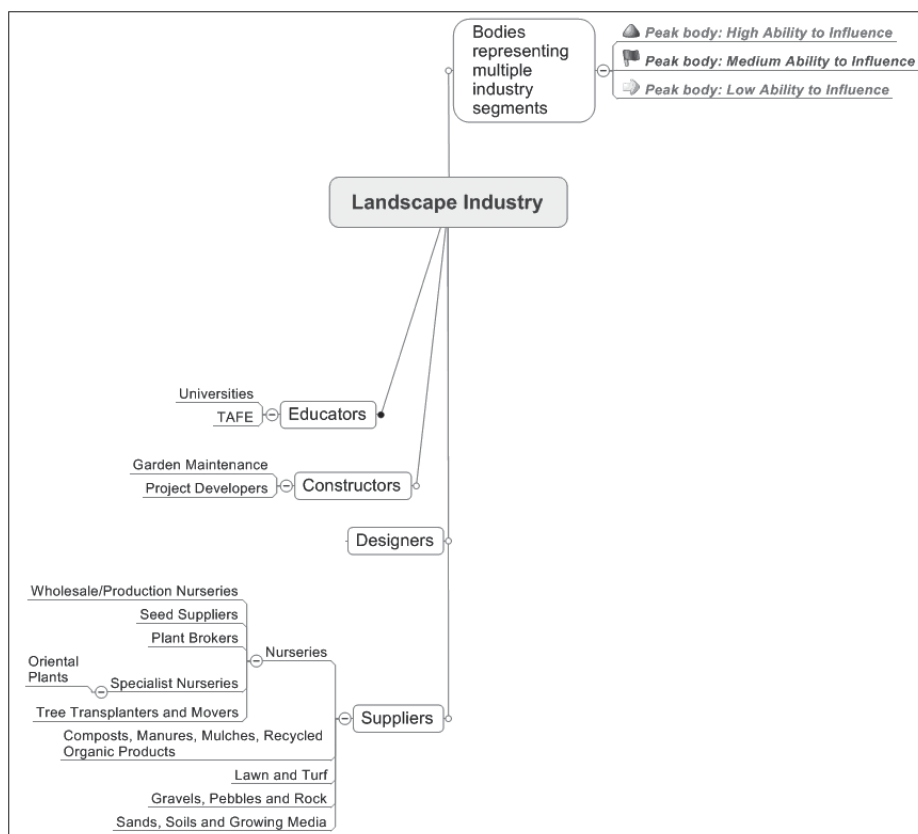 Bodies
representing
multiple
industry
segments
Peak body: High Ability to Influence
Peak body: Medium Ability to Influence
Peak body: Low Ability to Influence
Landscape Industry
Universities
TAFE
Educators
Garden Maintenance
Project Developers
Constructors
Designers
Wholesale/Production Nurseries
Seed Suppliers
Plant Brokers
Nurseries
Oriental
Plants
Specialist Nurseries
Tree Transplanters and Movers
Suppliers
Composts, Manures, Mulches, Recycled
Organic Products
Lawn and Turf
Gravels, Pebbles and Rock
Sands, Soils and Growing Media